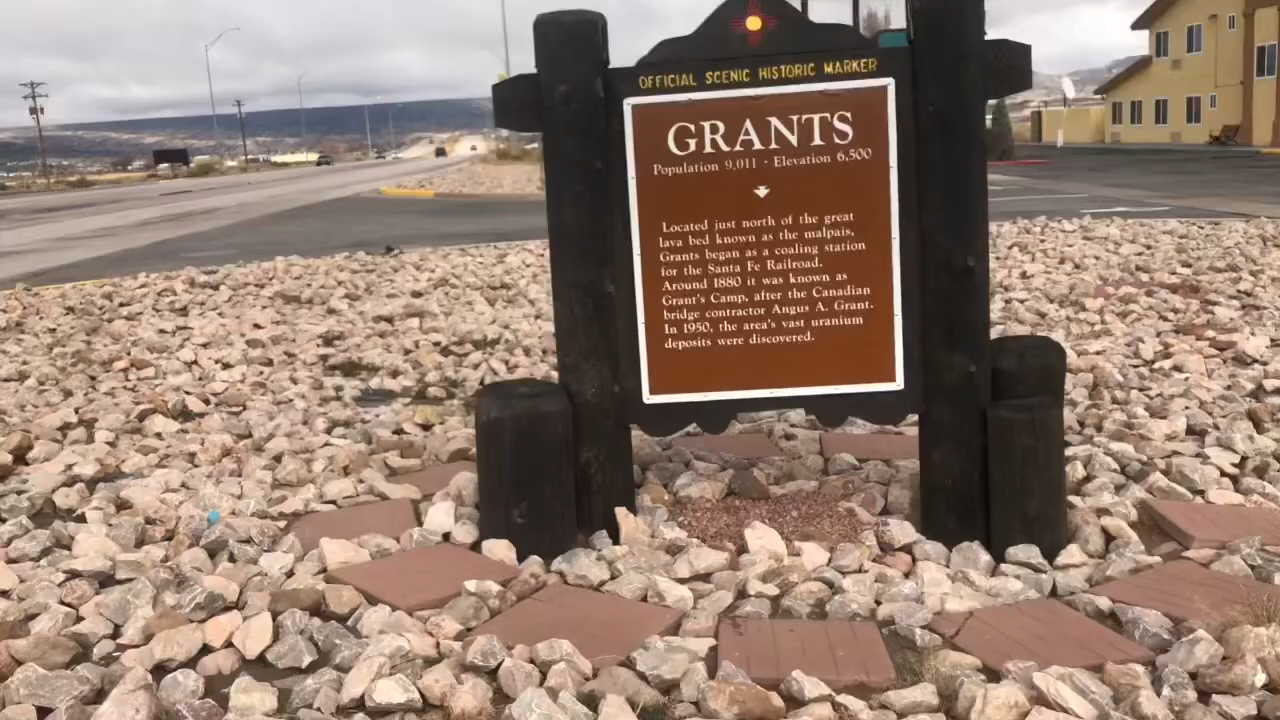 OFFICIAL SCENIC HISTORIC MARKER
GRANTS
Population 9,011 · Elevation 6,500
Located just north of the great
lava bed known as the malpais,
Grants began as a coaling station
for the Santa Fe Railroad.
Around 1880 it was known as
Grant's Camp, after the Canadian
bridge contractor Angus A. Grant.
In 1950, the area's vast uranium
deposits were discovered.